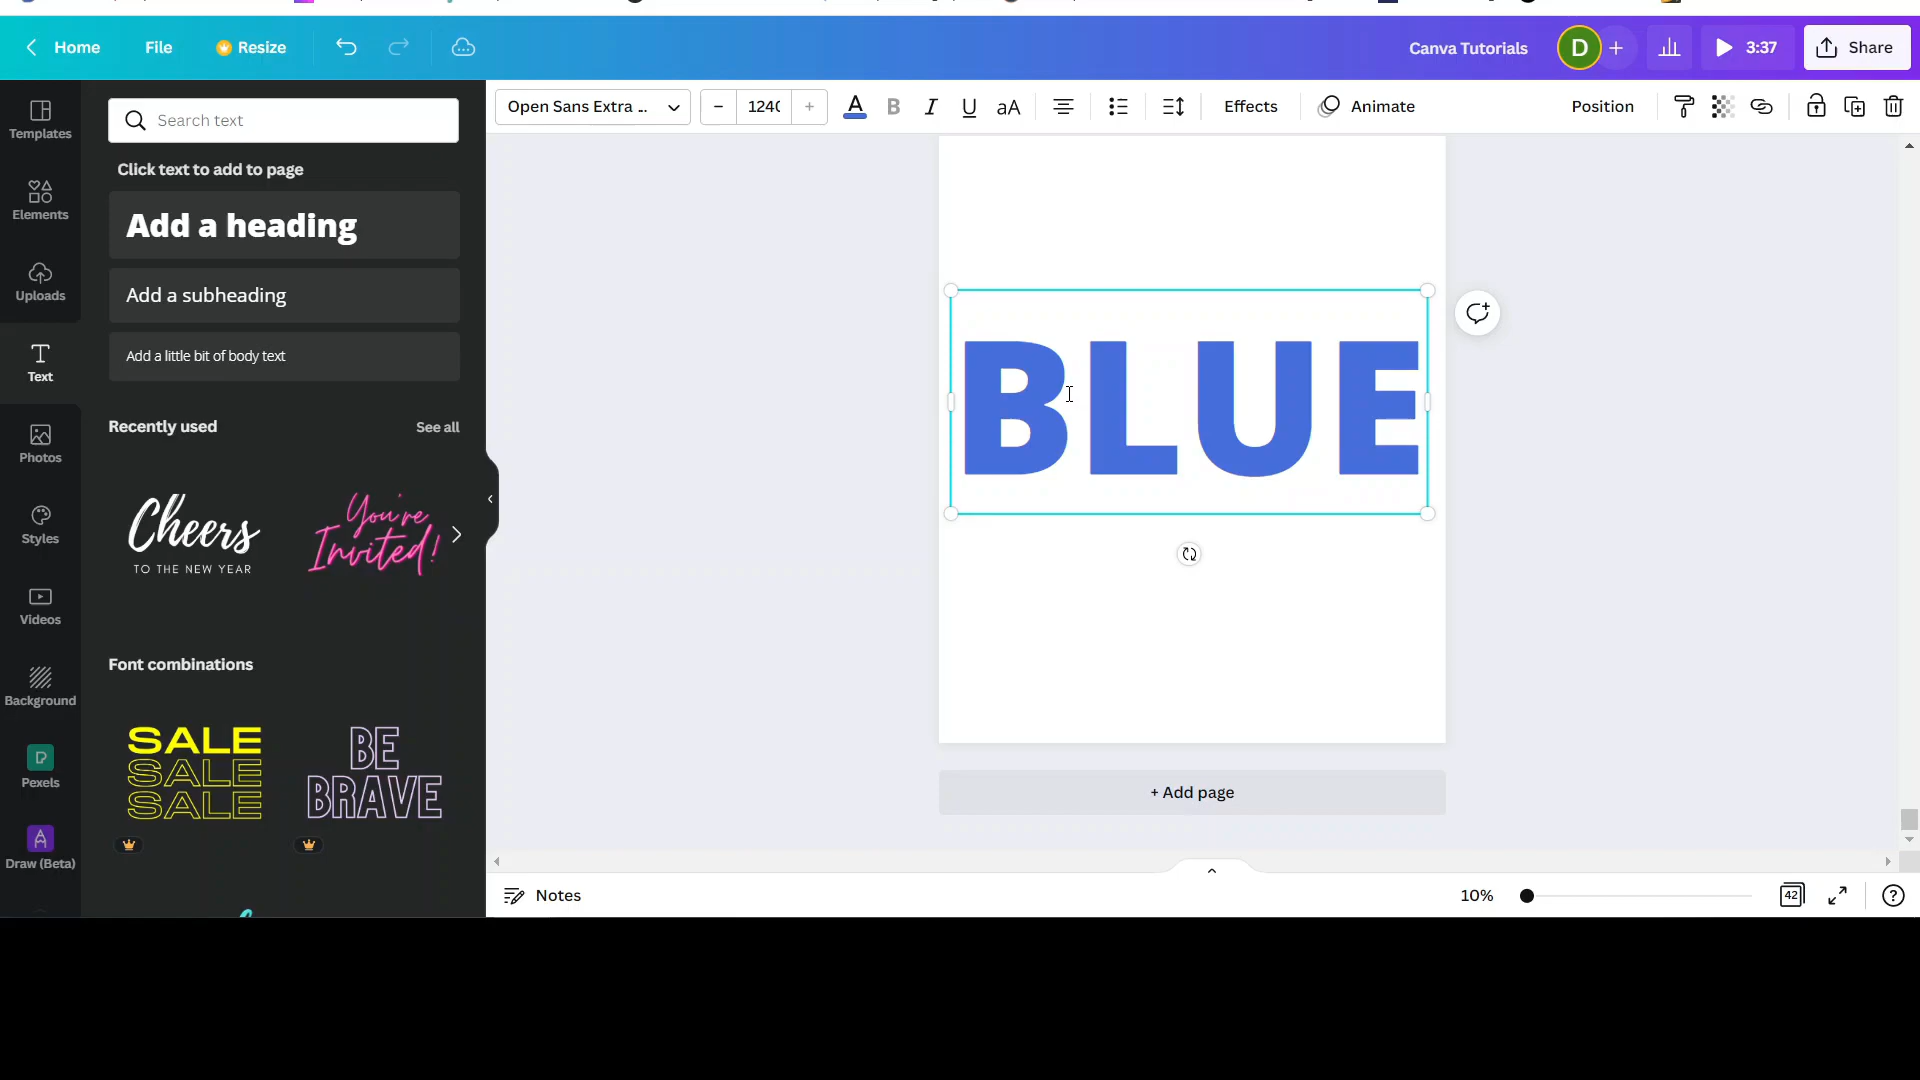 Home File Resize Canva Tutorials D + 3:37 Share
Open Sans Extra ... − 124( + A B I U aA Effects Animate Position
Templates
Elements
Uploads
Text
Photos
Styles
Videos
Background
Pexels
Draw (Beta)
Search text
Click text to add to page
Add a heading
Add a subheading
Add a little bit of body text
Recently used See all
Cheers
TO THE NEW YEAR
You're
Invited!
Font combinations
SALE
SALE
SALE
BE
BRAVE
BLUE
+ Add page
Notes 10% 42 ?